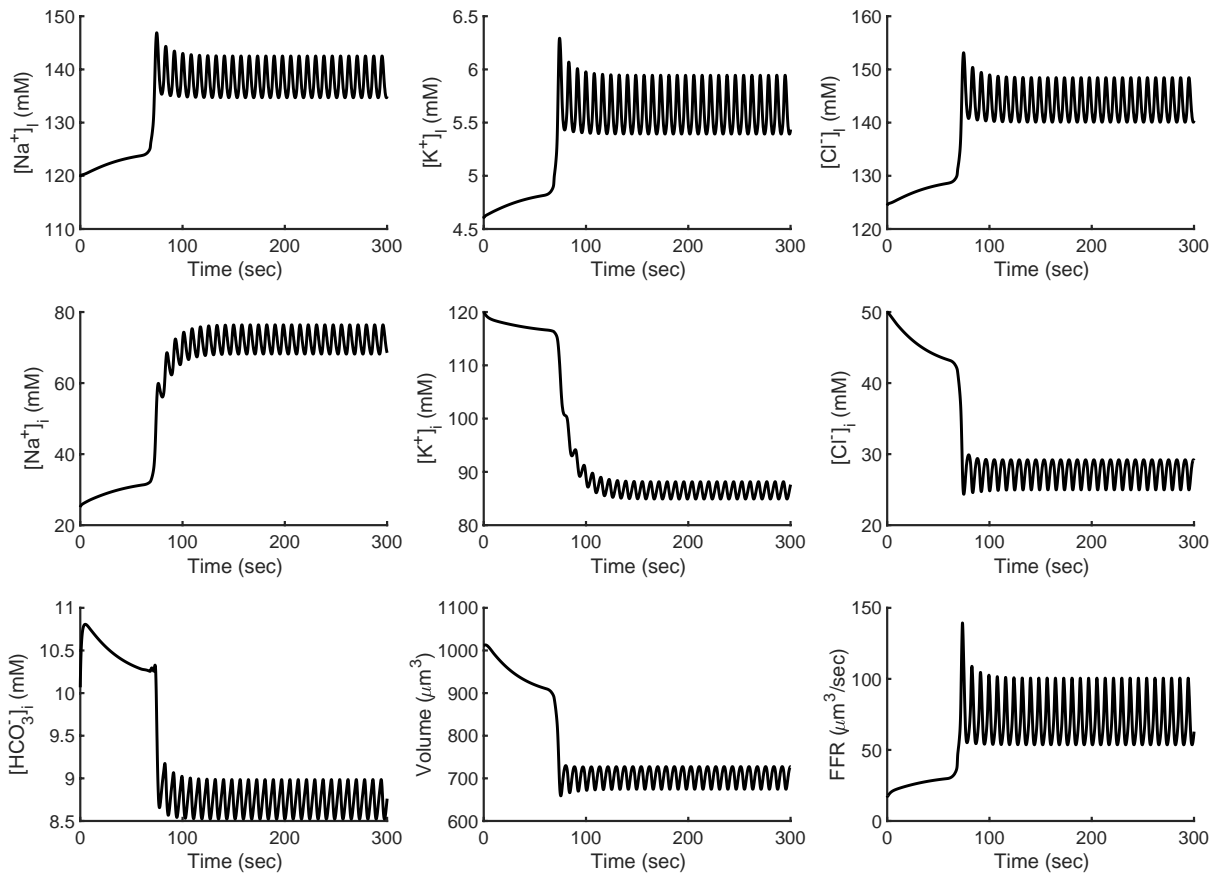 150
140
130
120
110
[Na⁺]ₗ (mM)
0 100 200 300
Time (sec)
6.5
6
5.5
5
4.5
[K⁺]ₗ (mM)
0 100 200 300
Time (sec)
160
150
140
130
120
[Cl⁻]ₗ (mM)
0 100 200 300
Time (sec)
80
60
40
20
[Na⁺]ᵢ (mM)
0 100 200 300
Time (sec)
120
110
100
90
80
[K⁺]ᵢ (mM)
0 100 200 300
Time (sec)
50
40
30
20
[Cl⁻]ᵢ (mM)
0 100 200 300
Time (sec)
11
10.5
10
9.5
9
8.5
[HCO₃⁻]ᵢ (mM)
0 100 200 300
Time (sec)
1100
1000
900
800
700
600
Volume (μm³)
0 100 200 300
Time (sec)
150
100
50
0
FFR (μm³/sec)
0 100 200 300
Time (sec)